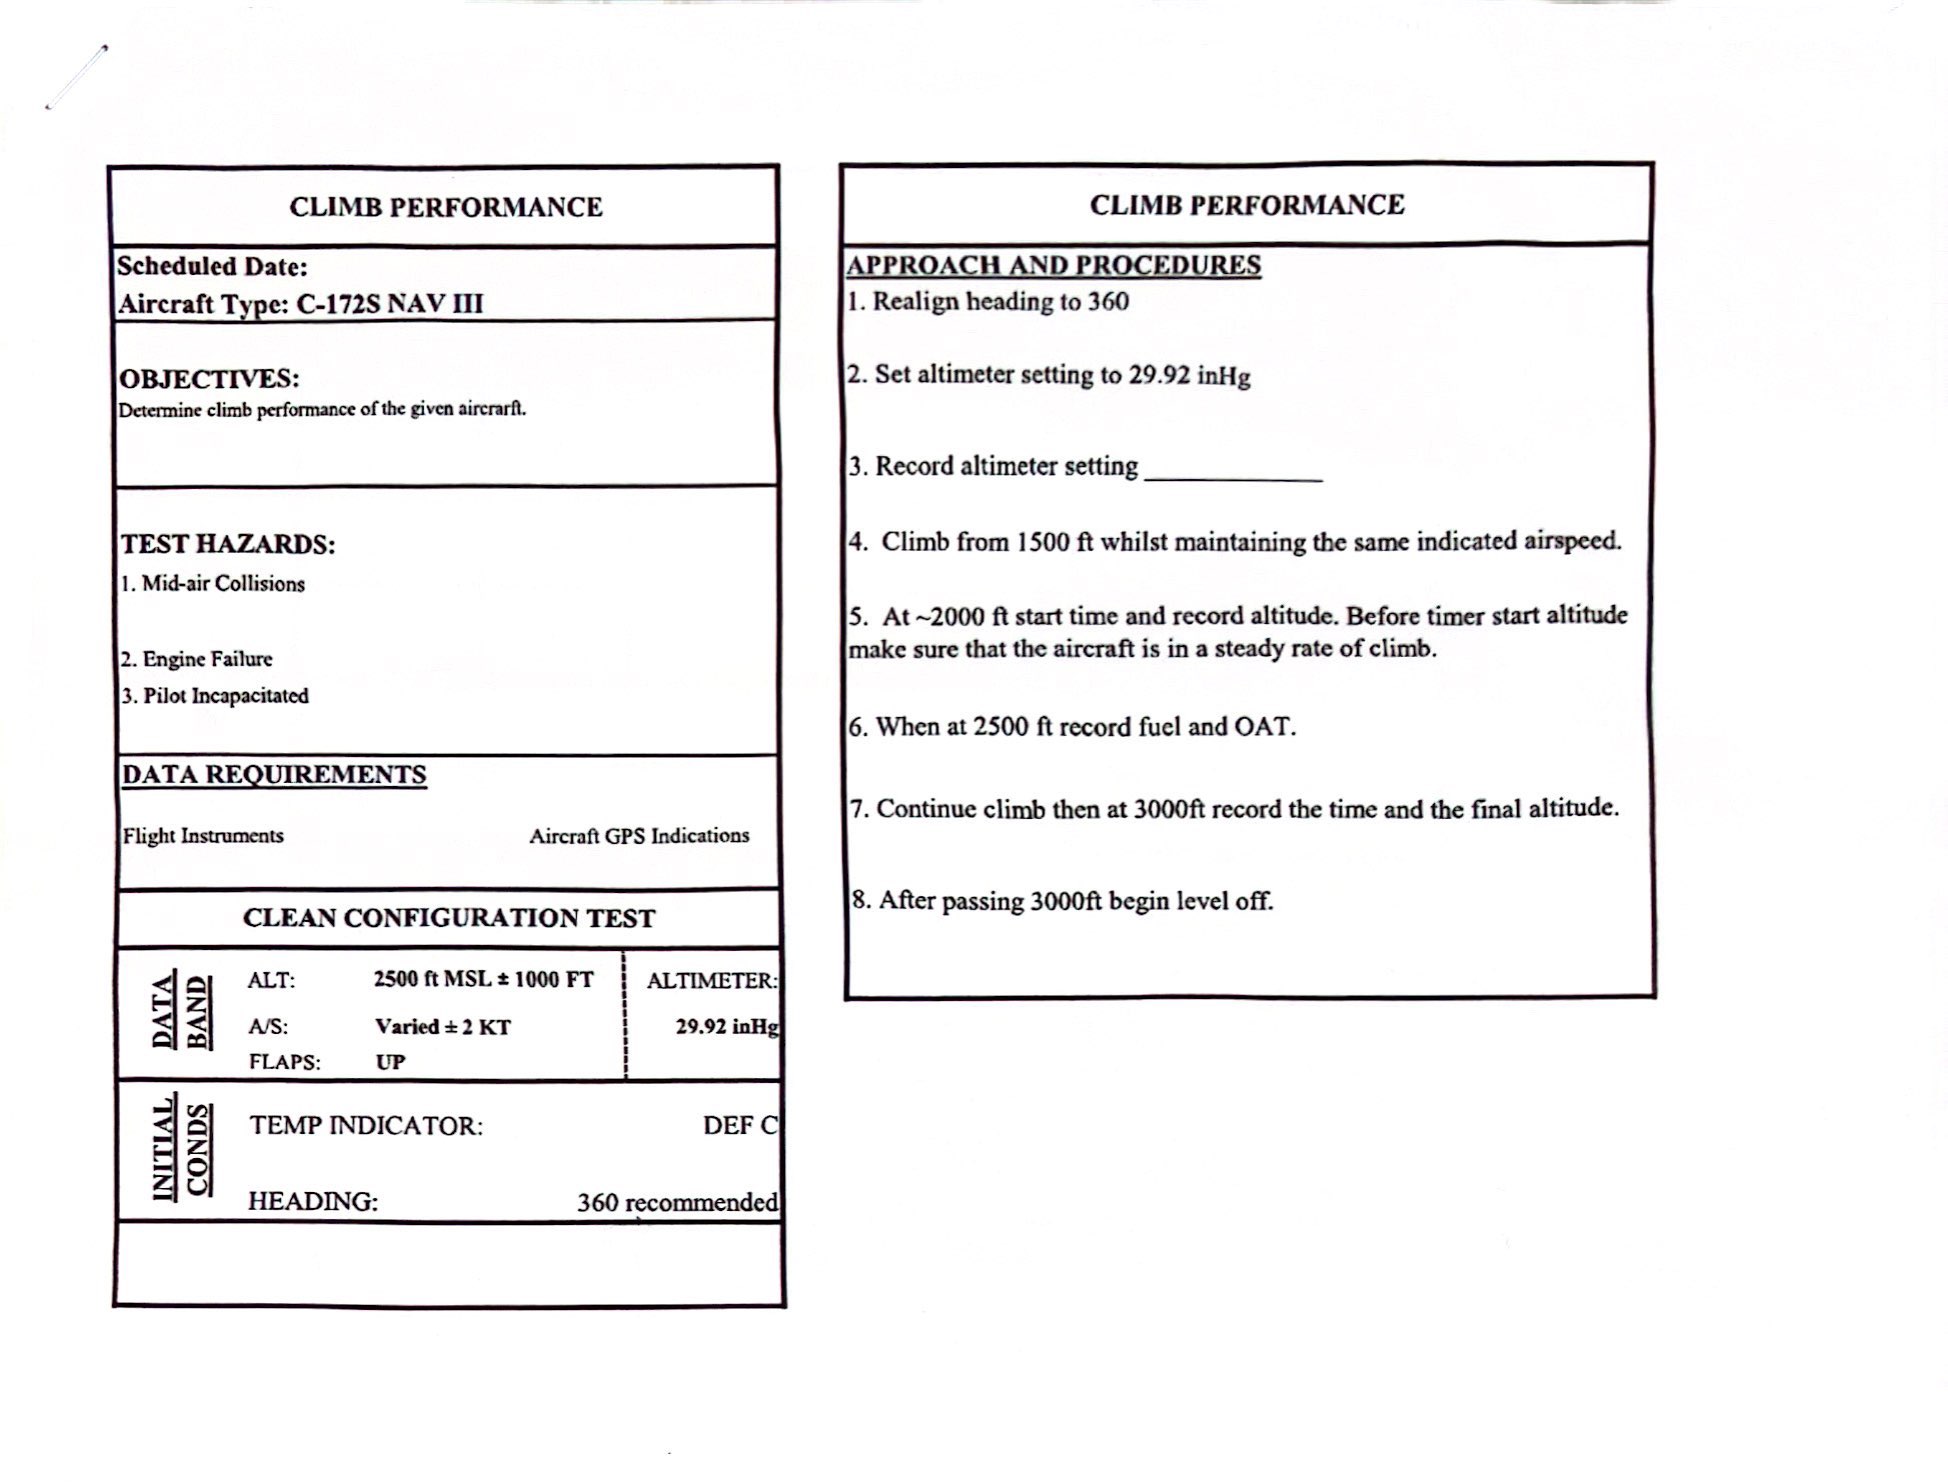 CLIMB PERFORMANCE
Scheduled Date:
Aircraft Type: C-172S NAV III
OBJECTIVES:
Determine climb performance of the given aircrarft.
TEST HAZARDS:
1. Mid-air Collisions
2. Engine Failure
3. Pilot Incapacitated
DATA REQUIREMENTS
Flight Instruments Aircraft GPS Indications
CLEAN CONFIGURATION TEST
DATA
BAND
ALT: 2500 ft MSL ± 1000 FT ALTIMETER:
A/S: Varied ± 2 KT 29.92 inHg
FLAPS: UP
INITIAL
CONDS
TEMP INDICATOR: DEF C
HEADING: 360 recommended
CLIMB PERFORMANCE
APPROACH AND PROCEDURES
1. Realign heading to 360
2. Set altimeter setting to 29.92 inHg
3. Record altimeter setting ____________
4. Climb from 1500 ft whilst maintaining the same indicated airspeed.
5. At ~2000 ft start time and record altitude. Before timer start altitude
make sure that the aircraft is in a steady rate of climb.
6. When at 2500 ft record fuel and OAT.
7. Continue climb then at 3000ft record the time and the final altitude.
8. After passing 3000ft begin level off.